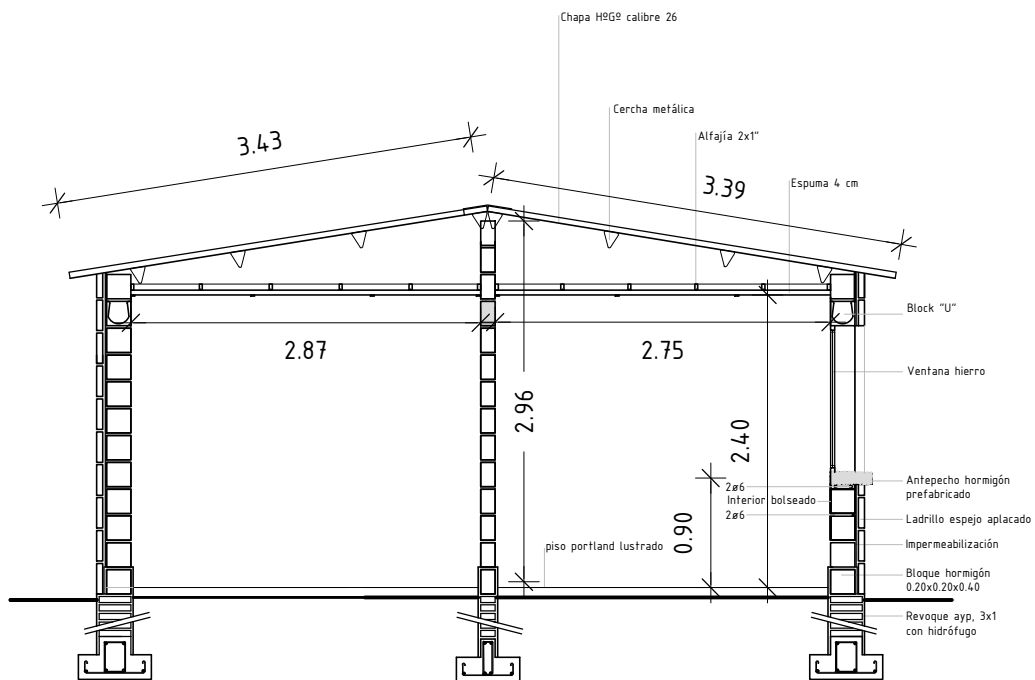 Chapa HºGº calibre 26
Cercha metálica
Alfajía 2x1"
3.43
3.39
Espuma 4 cm
Block "U"
2.87
2.75
Ventana hierro
2.96
2.40
2ø6
Interior bolseado
2ø6
0.90
Antepecho hormigón
prefabricado
Ladrillo espejo aplacado
piso portland lustrado
Impermeabilización
Bloque hormigón
0.20x0.20x0.40
Revoque ayp, 3x1
con hidrófugo